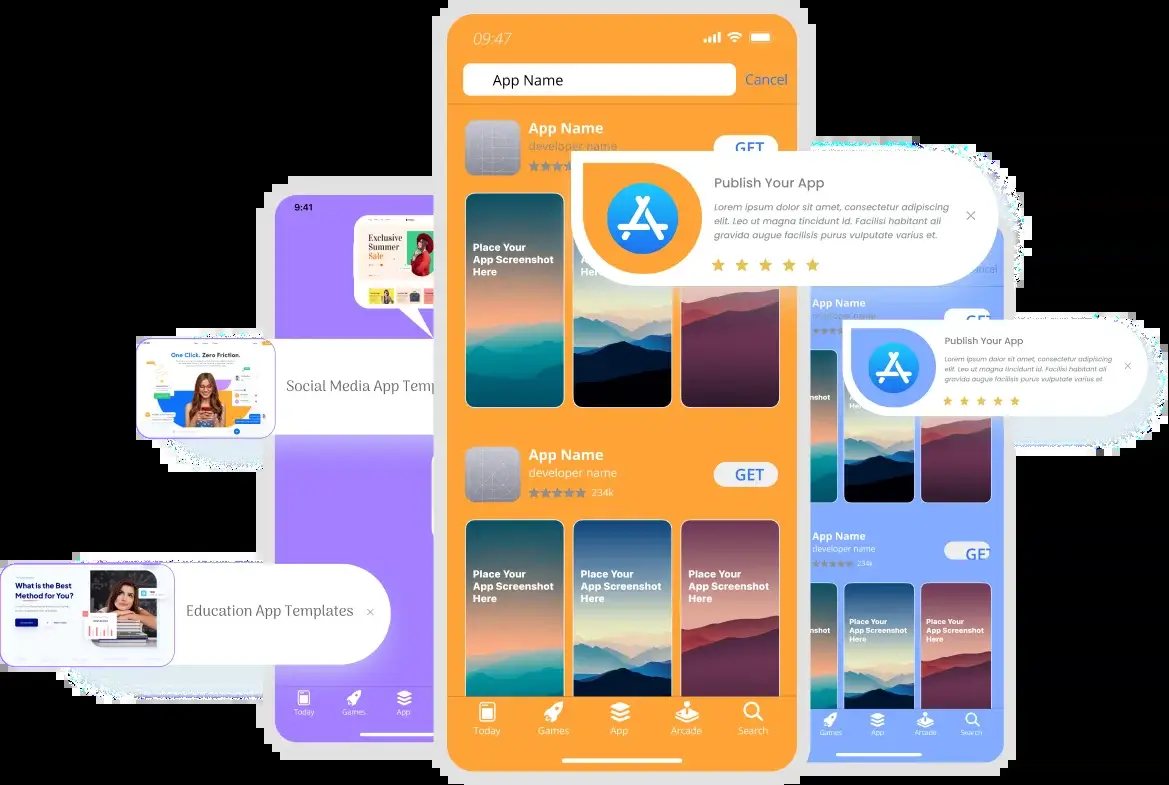 09:47
App Name
Cancel
App Name
developer name
GET
Place Your
App Screenshot
Here
Publish Your App
Lorem ipsum dolor sit amet, consectetur adipiscing
elit. Leo ut magna tincidunt id. Facilisi habitant ali
gravida augue facilisis purus vulputate varius et.
App Name
developer name
234k
GET
Place Your
App Screenshot
Here
Place Your
App Screenshot
Here
Place Your
App Screenshot
Here
Today
Games
App
Arcade
Search
9:41
Exclusive
Summer
Sale
One Click. Zero Friction.
Social Media App Temp
What is the Best
Method for You?
Education App Templates
Today
Games
App
App Name
GET
Publish Your App
Lorem ipsum dolor sit amet, consectetur adipiscing
elit. Leo ut magna tincidunt id. Facilisi habitant ali
gravida augue facilisis purus vulputate varius et.
Here
App Name
developer name
234k
GET
Place Your
App Screenshot
Here
Place Your
App Screenshot
Here
Games
App
Arcade
Search